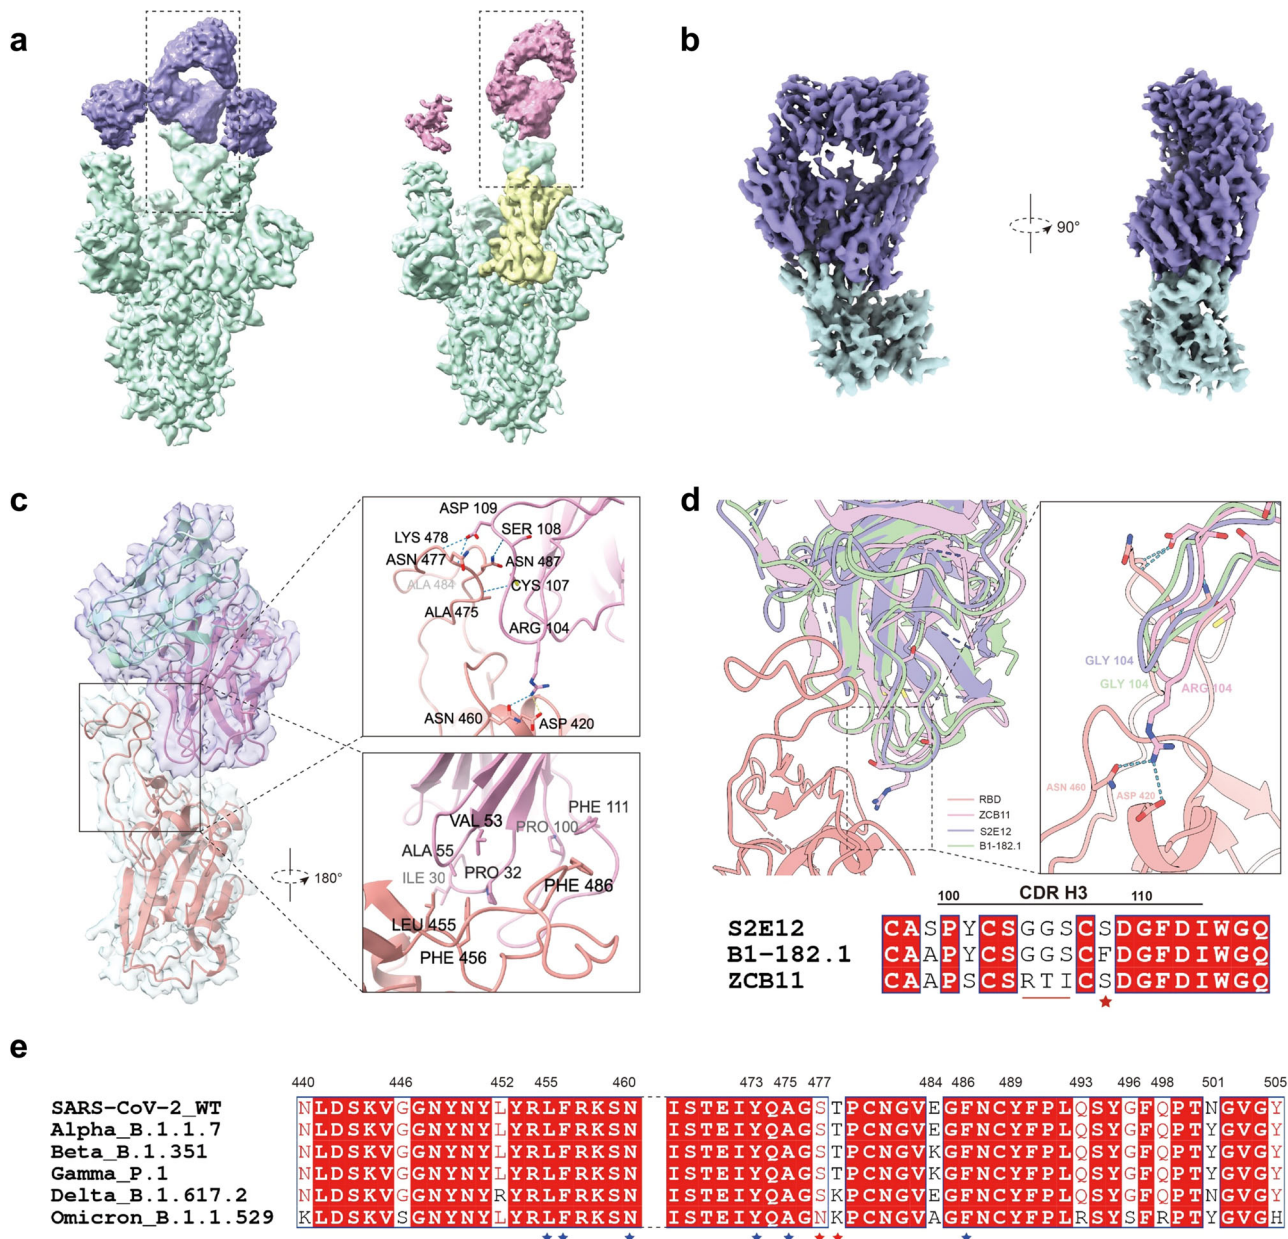 a
b
90°
c
ASP 109
LYS 478
SER 108
ASN 477
ASN 487
ALA 484
CYS 107
ALA 475
ARG 104
ASN 460
ASP 420
180°
PHE 111
VAL 53
PRO 100
ALA 55
ILE 30
PRO 32
PHE 486
LEU 455
PHE 456
d
RBD
ZCB11
S2E12
B1-182.1
GLY 104
GLY 104
ARG 104
ASN 460
ASP 420
100 CDR H3 110
S2E12 CASPYCSGGSCSDGFDIWGQ
B1-182.1 CAAPYCSGGSCFDGFDIWGQ
ZCB11 CAAPSCSRTICSDGFDIWGQ
e
440 446 452 455 460 473 475 477 484 486 489 493 496 498 501 505
SARS-CoV-2_WT NLDSKVGGNYNYLYRLFRKSN ISTEIYQAGSTPCNGVEGFNCYFPLQSYGFQPTNGVGY
Alpha_B.1.1.7 NLDSKVGGNYNYLYRLFRKSN ISTEIYQAGSTPCNGVEGFNCYFPLQSYGFQPTYGVGY
Beta_B.1.351 NLDSKVGGNYNYLYRLFRKSN ISTEIYQAGSTPCNGVKGFNCYFPLQSYGFQPTYGVGY
Gamma_P.1 NLDSKVGGNYNYLYRLFRKSN ISTEIYQAGSTPCNGVKGFNCYFPLQSYGFQPTYGVGY
Delta_B.1.617.2 NLDSKVGGNYNYRYRLFRKSN ISTEIYQAGSKPCNGVEGFNCYFPLQSYGFQPTNGVGY
Omicron_B.1.1.529 KLDSKVSGNYNYLYRLFRKSN ISTEIYQAGNKPCNGVAGFNCYFPLRSYSFRPTYGVGH